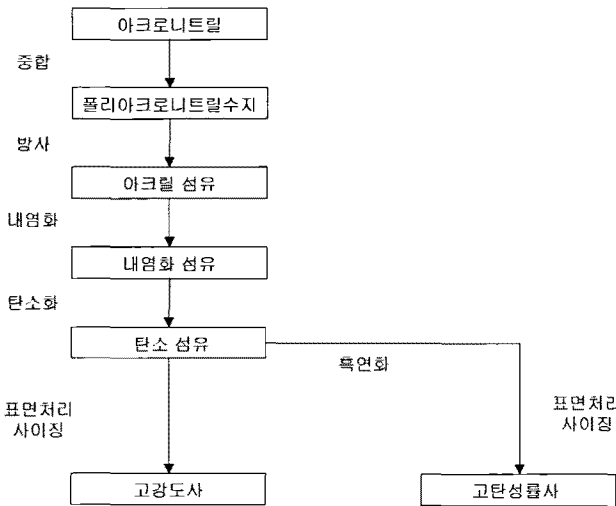 아크로니트릴
중합
폴리아크로니트릴수지
방사
아크릴 섬유
내염화
내염화 섬유
탄소화
탄소 섬유
흑연화
표면처리
사이징
표면처리
사이징
고강도사
고탄성률사